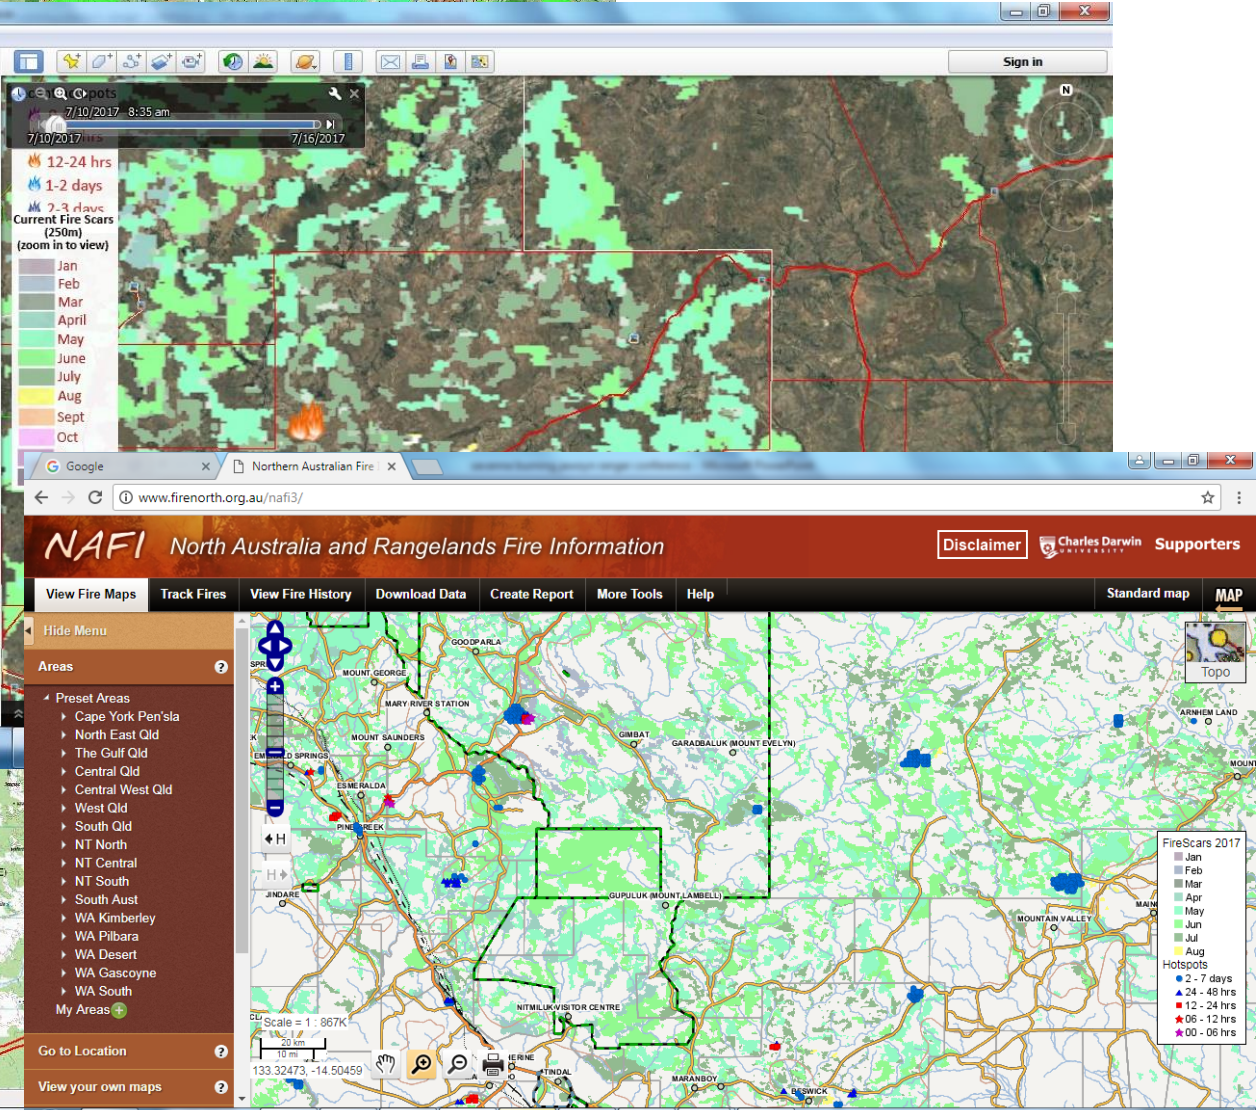 Sign in
N
7/10/2017 8:35 am
7/10/2017
7/16/2017
12-24 hrs
1-2 days
2-3 days
Current Fire Scars
(250m)
(zoom in to view)
Jan
Feb
Mar
April
May
June
July
Aug
Sept
Oct
Google
Northern Australian Fire
www.firenorth.org.au/nafi3/
NAFI North Australia and Rangelands Fire Information
Disclaimer
Charles Darwin
UNIVERSITY
Supporters
View Fire Maps
Track Fires
View Fire History
Download Data
Create Report
More Tools
Help
Standard map
MAP
Hide Menu
Areas ?
Preset Areas
Cape York Pen'sla
North East Qld
The Gulf Qld
Central Qld
Central West Qld
West Qld
South Qld
NT North
NT Central
NT South
South Aust
WA Kimberley
WA Pilbara
WA Desert
WA Gascoyne
WA South
My Areas
Go to Location ?
View your own maps ?
GOODPARLA
MOUNT GEORGE
MARY RIVER STATION
MOUNT SAUNDERS
GIMBAT
GARADBALUK (MOUNT EVELYN)
ARNHEM LAND
EMERALD SPRINGS
ESMERALDA
PINE CREEK
H
H
JINDARE
GUPULUK (MOUNT LAMBELL)
MOUNTAIN VALLEY
NITMILUK VISITOR CENTRE
TINDAL
MARANBOY
BESWICK
Topo
FireScars 2017
Jan
Feb
Mar
Apr
May
Jun
Jul
Aug
Hotspots
2 - 7 days
24 - 48 hrs
12 - 24 hrs
06 - 12 hrs
00 - 06 hrs
Scale = 1 : 867K
20 km
10 mi
133.32473, -14.50459